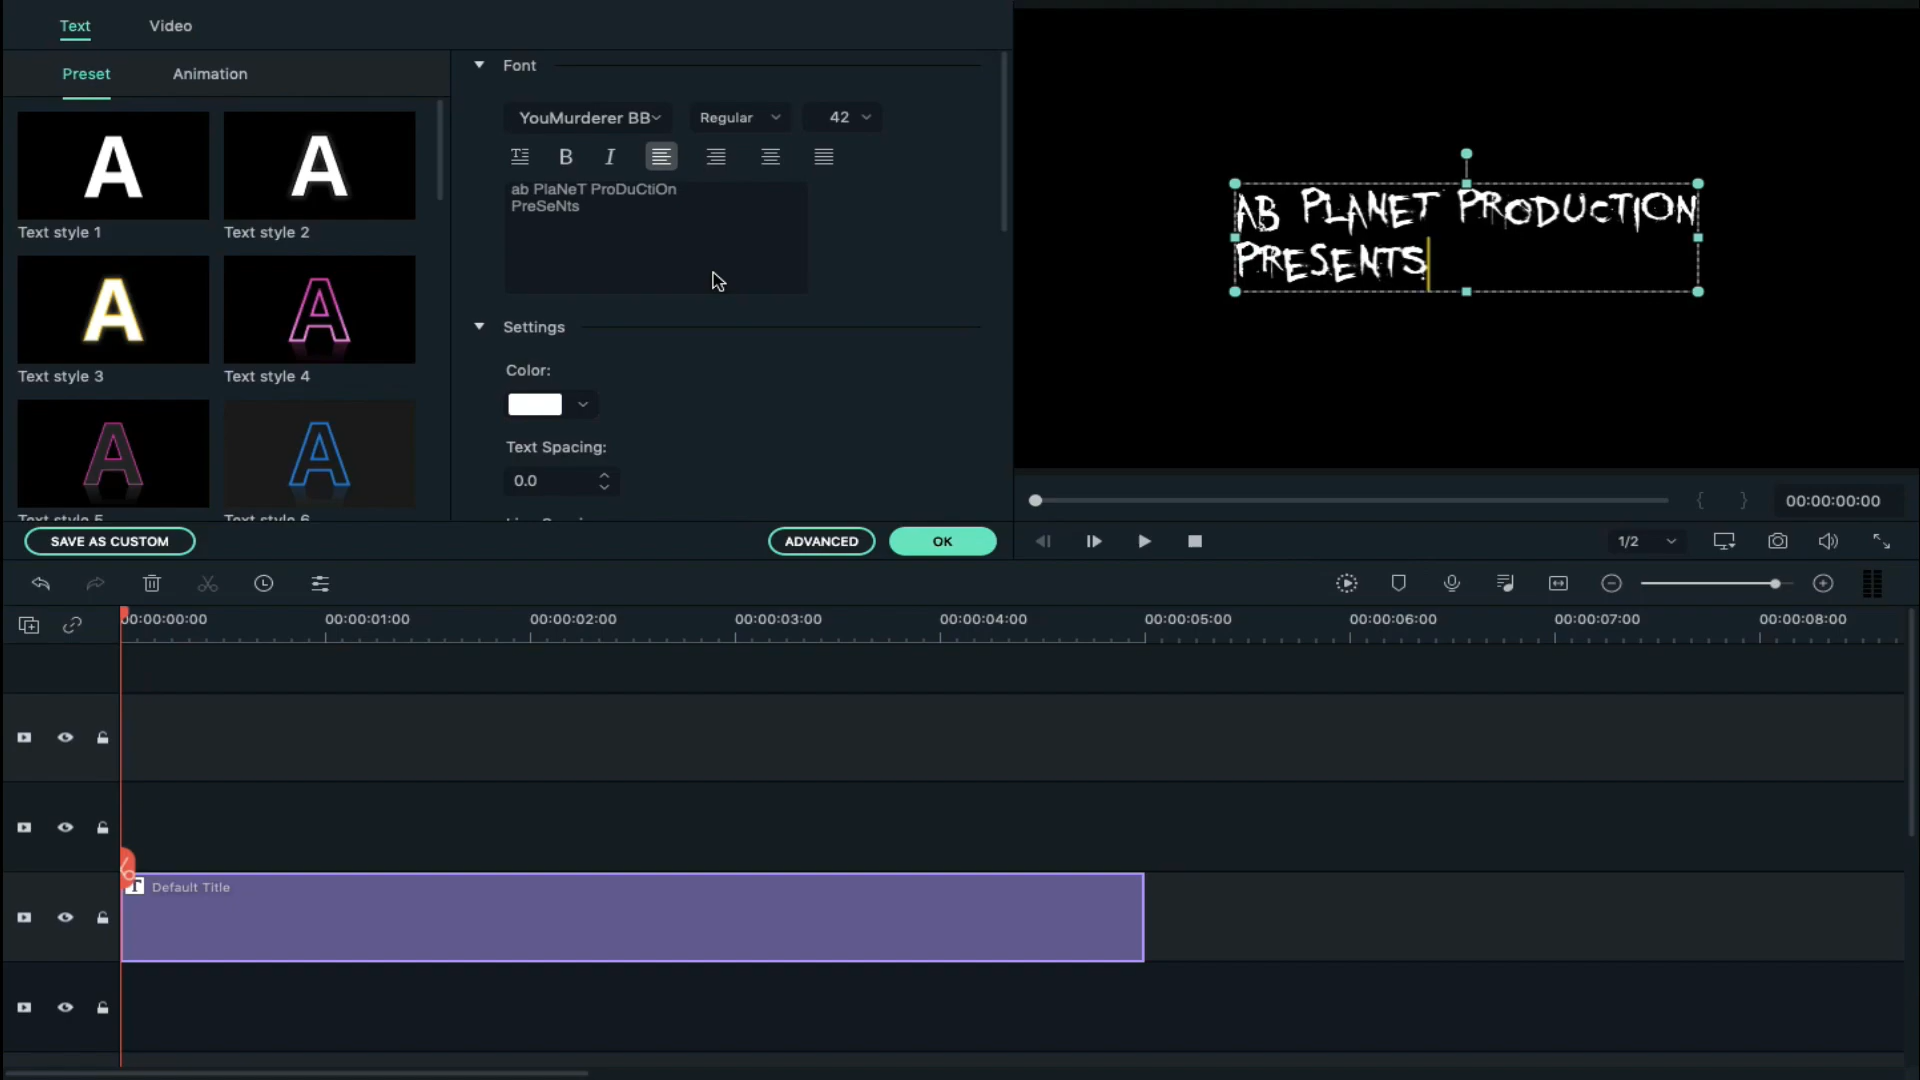 Text
Video
Preset
Animation
A
A
Text style 1
Text style 2
A
A
Text style 3
Text style 4
A
A
Text style 5
Text style 6
Font
YouMurderer BB
Regular
42
B
I
ab PlaNeT ProDuCtiOn
PreSeNts
Settings
Color:
Text Spacing:
0.0
SAVE AS CUSTOM
ADVANCED
OK
AB PLANET PRODUCTION
PRESENTS
00:00:00:00
1/2
00:00:00:00
00:00:01:00
00:00:02:00
00:00:03:00
00:00:04:00
00:00:05:00
00:00:06:00
00:00:07:00
00:00:08:00
T
Default Title